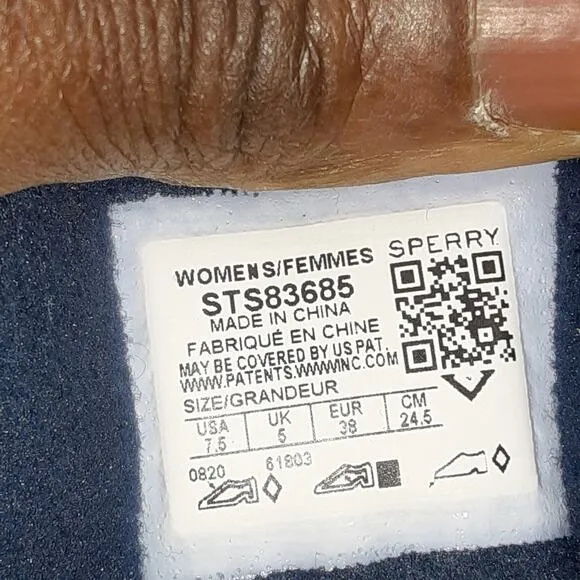 SPERRY
WOMENS/FEMMES
STS83685
MADE IN CHINA
FABRIQUÉ EN CHINE
MAY BE COVERED BY US PAT.
WWW.PATENTS.WWWINC.COM
SIZE/GRANDEUR
USA UK EUR CM
7.5 5 38 24.5
0820 61803